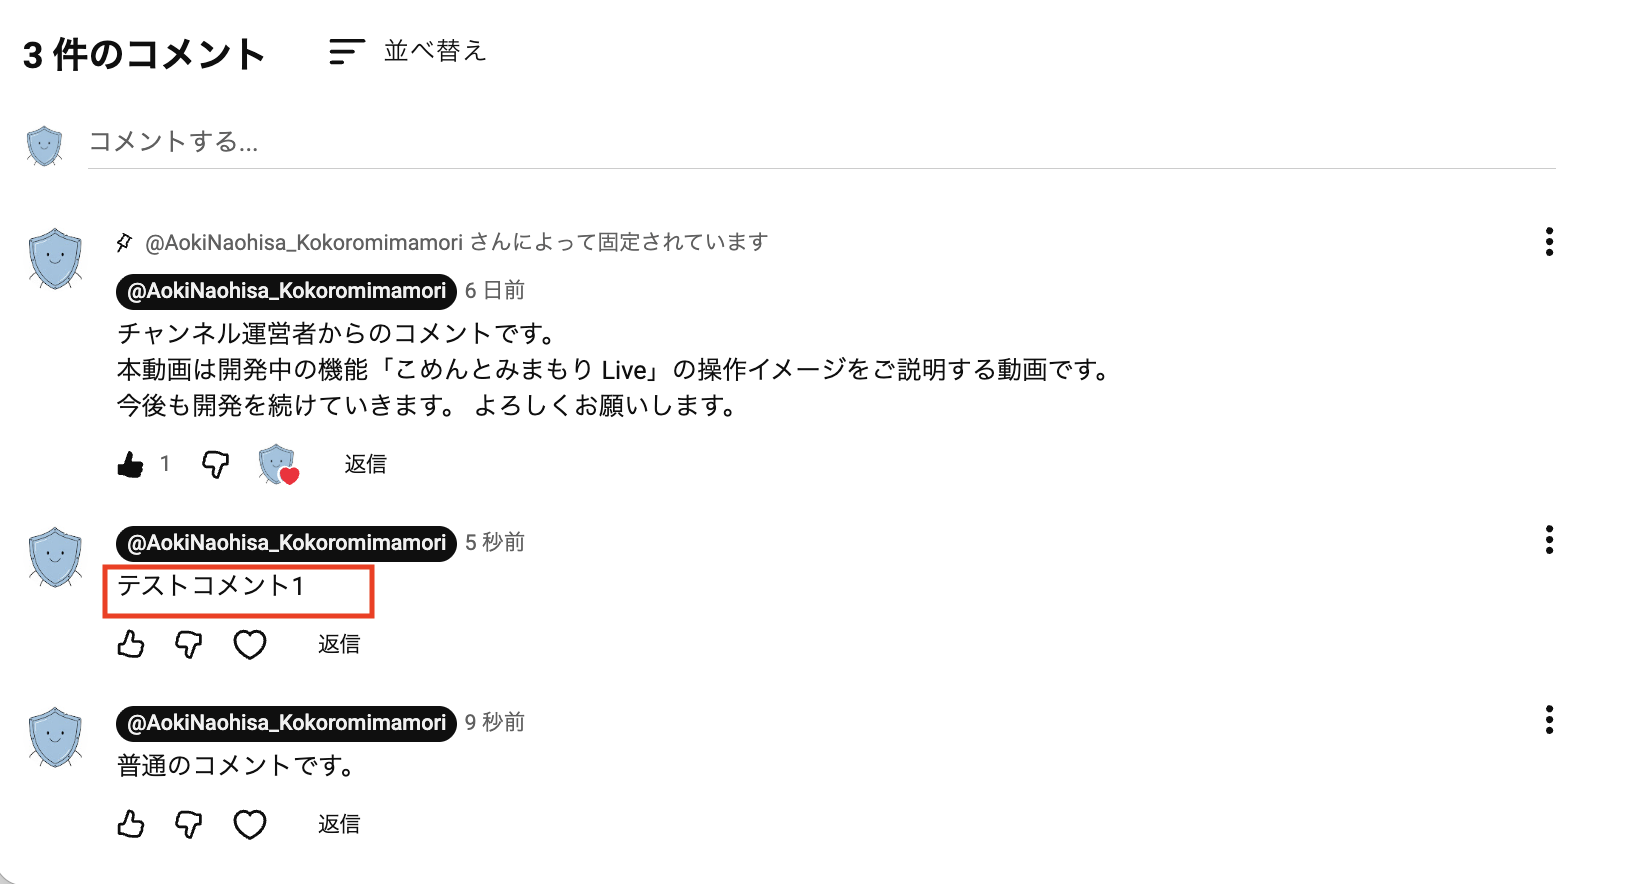 3 件のコメント 並べ替え
コメントする...
@AokiNaohisa_Kokoromimamori さんによって固定されています
@AokiNaohisa_Kokoromimamori 6 日前
チャンネル運営者からのコメントです。
本動画は開発中の機能「こめんとみまもり Live」の操作イメージをご説明する動画です。
今後も開発を続けていきます。 よろしくお願いします。
1 返信
@AokiNaohisa_Kokoromimamori 5 秒前
テストコメント1
返信
@AokiNaohisa_Kokoromimamori 9 秒前
普通のコメントです。
返信